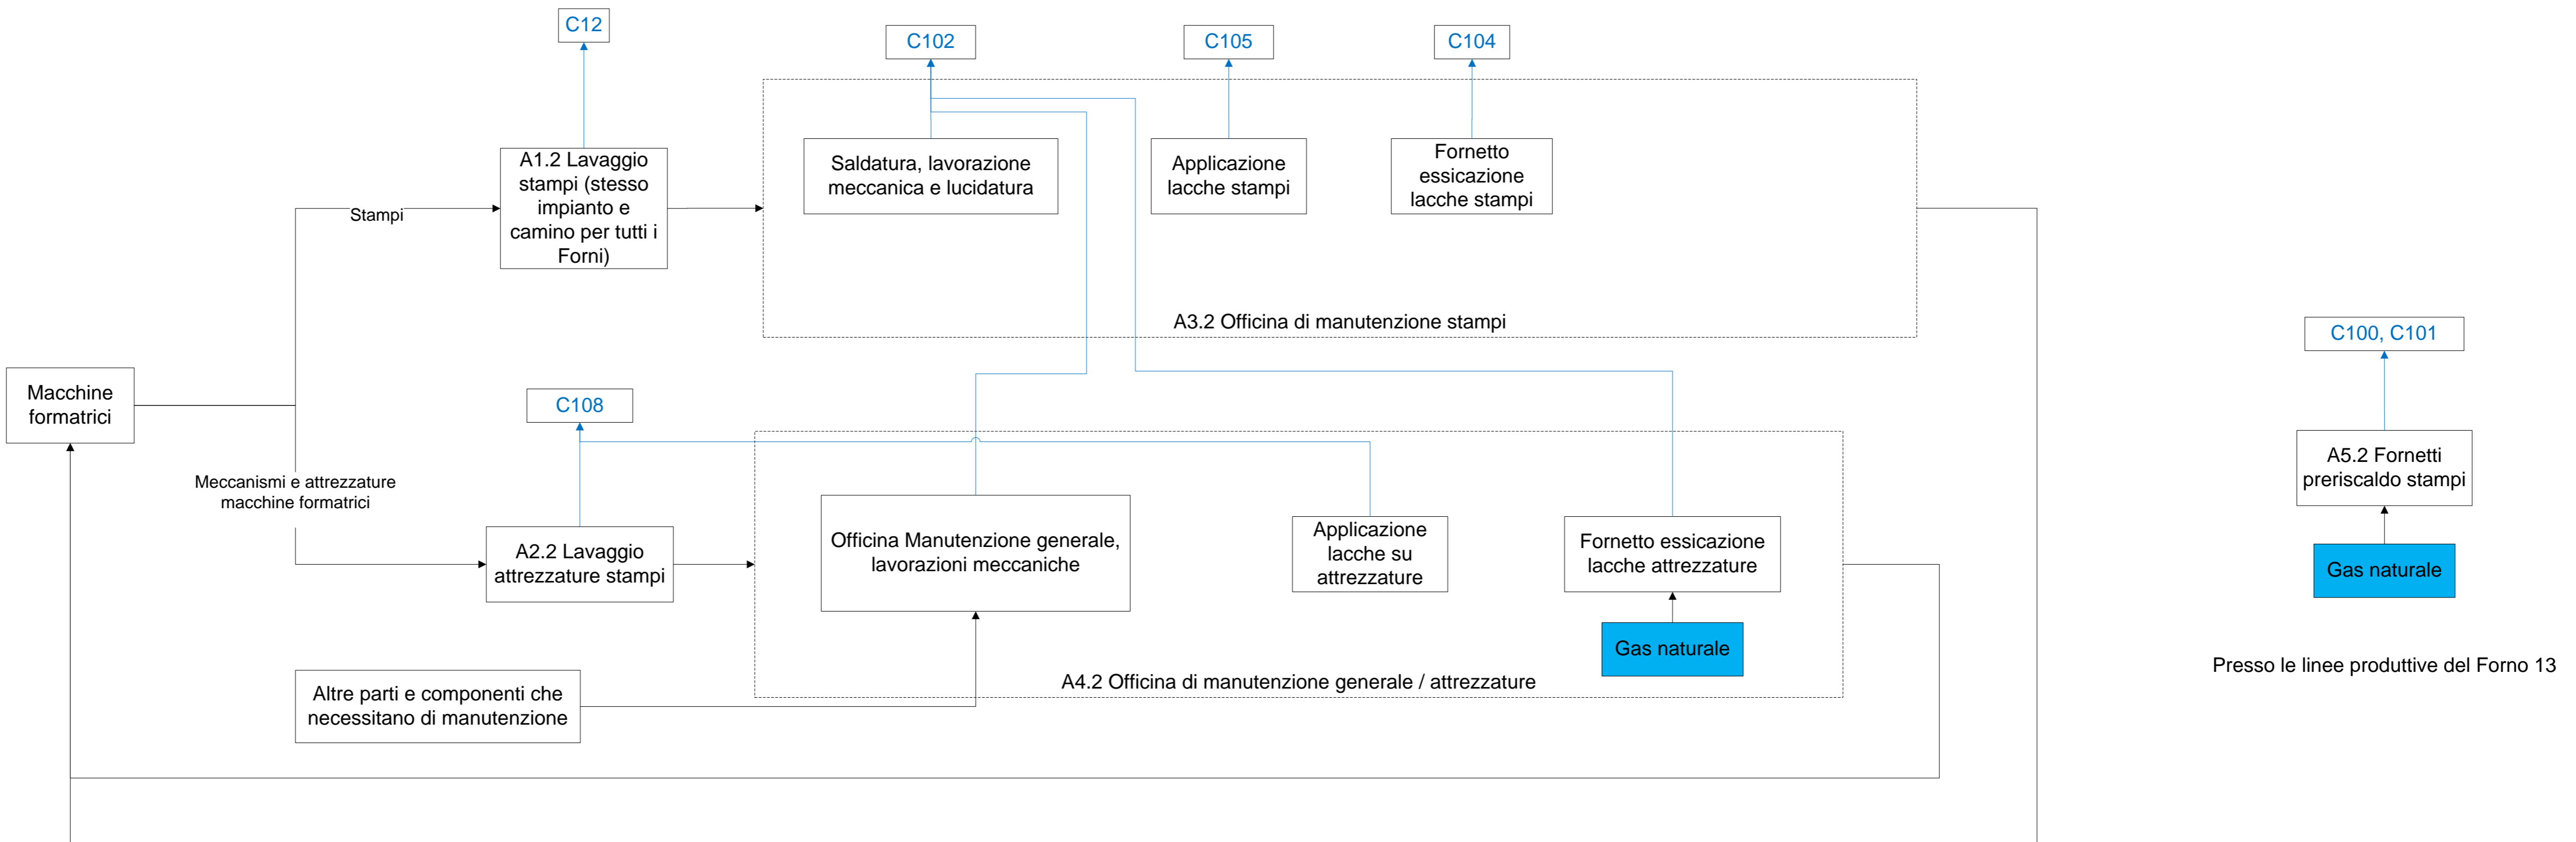 C12
C102
C105
C104
A1.2 Lavaggio
stampi (stesso
impianto e
camino per tutti i
Forni)
Saldatura, lavorazione
meccanica e lucidatura
Applicazione
lacche stampi
Fornetto
essicazione
lacche stampi
Stampi
A3.2 Officina di manutenzione stampi
C100, C101
Macchine
formatrici
C108
A5.2 Fornetti
preriscaldo stampi
Meccanismi e attrezzature
macchine formatrici
A2.2 Lavaggio
attrezzature stampi
Officina Manutenzione generale,
lavorazioni meccaniche
Applicazione
lacche su
attrezzature
Fornetto essicazione
lacche attrezzature
Gas naturale
Gas naturale
Presso le linee produttive del Forno 13
A4.2 Officina di manutenzione generale / attrezzature
Altre parti e componenti che
necessitano di manutenzione